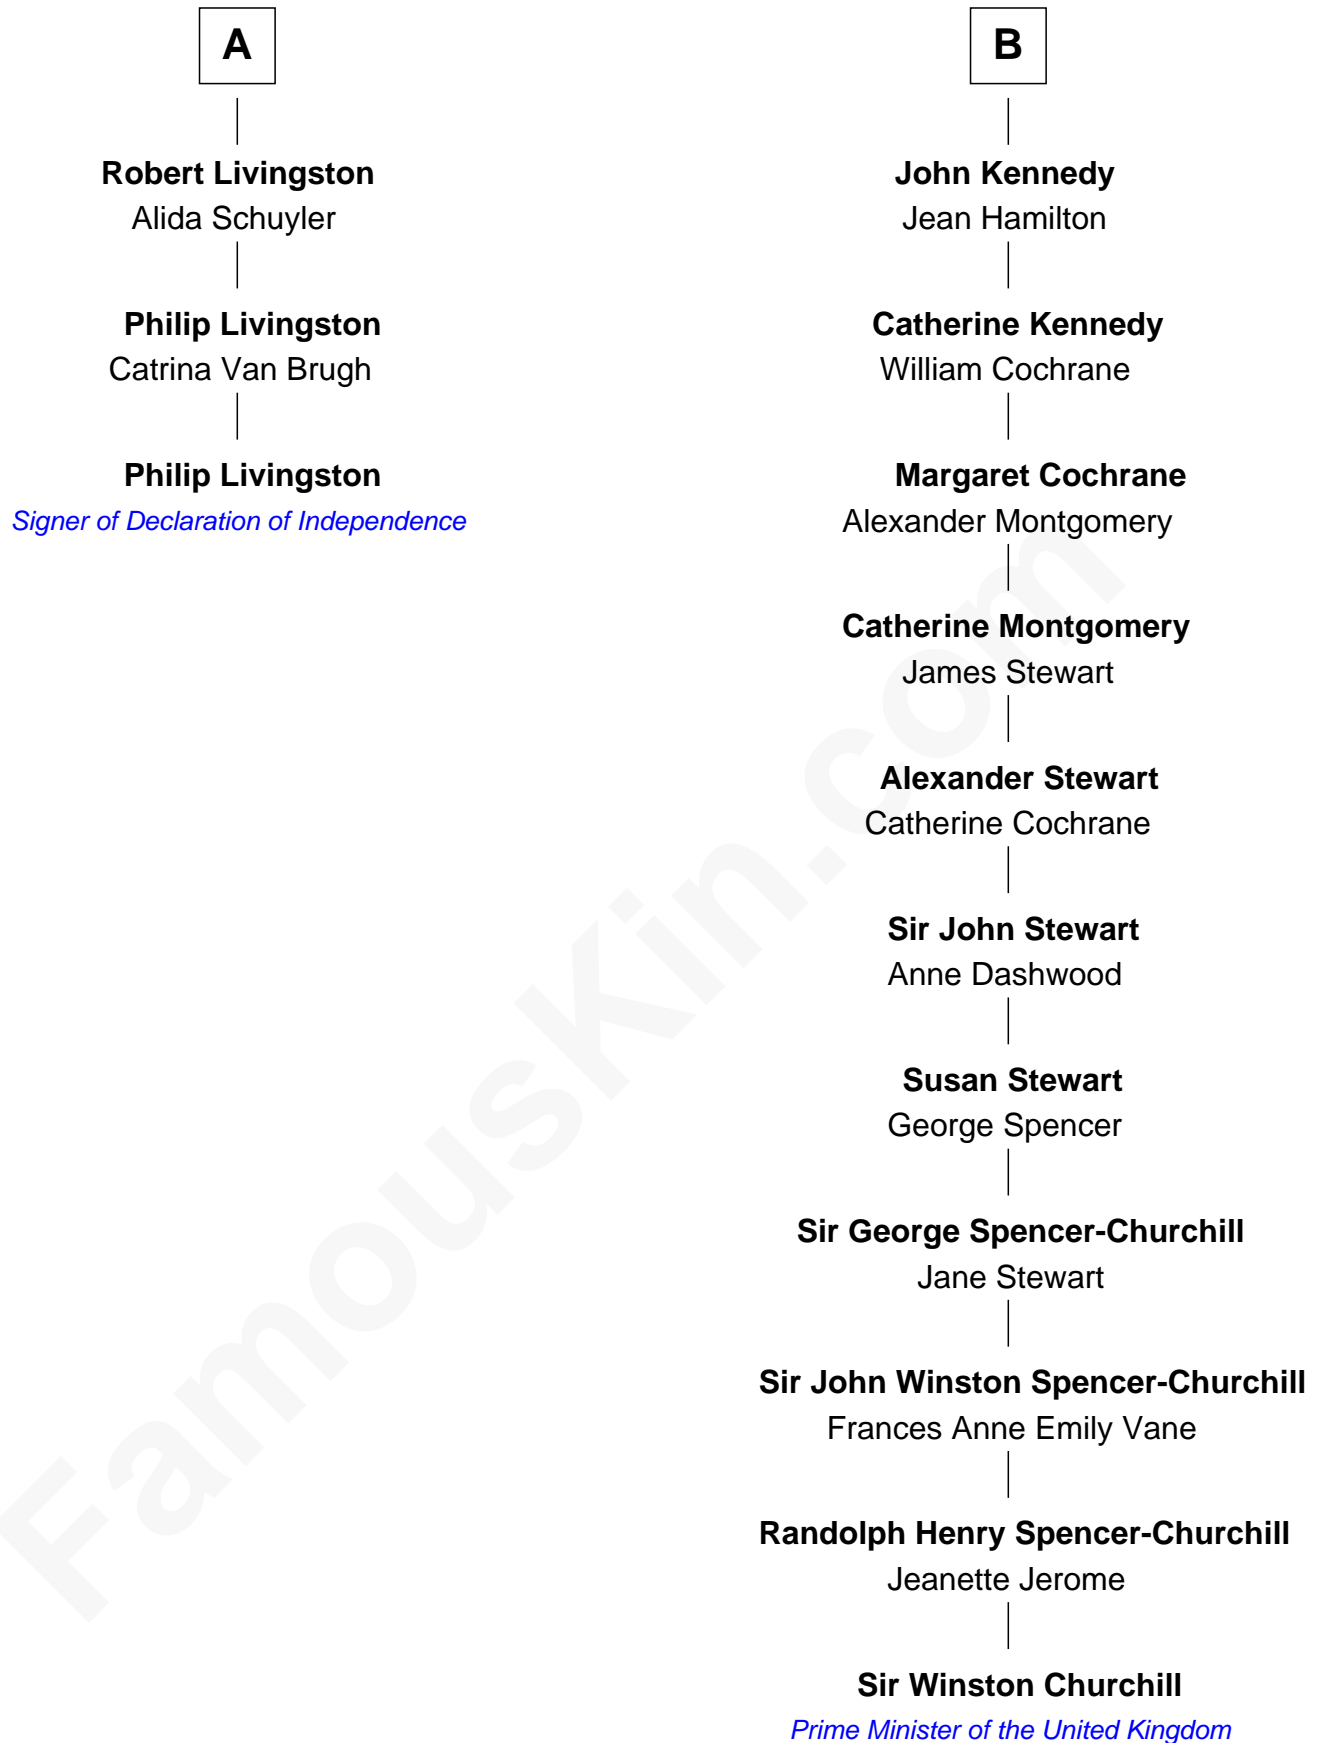 A
Robert Livingston
Alida Schuyler
Philip Livingston
Catrina Van Brugh
Philip Livingston
Signer of Declaration of Independence
B
John Kennedy
Jean Hamilton
Catherine Kennedy
William Cochrane
Margaret Cochrane
Alexander Montgomery
Catherine Montgomery
James Stewart
Alexander Stewart
Catherine Cochrane
Sir John Stewart
Anne Dashwood
Susan Stewart
George Spencer
Sir George Spencer-Churchill
Jane Stewart
Sir John Winston Spencer-Churchill
Frances Anne Emily Vane
Randolph Henry Spencer-Churchill
Jeanette Jerome
Sir Winston Churchill
Prime Minister of the United Kingdom
FamousKin.com